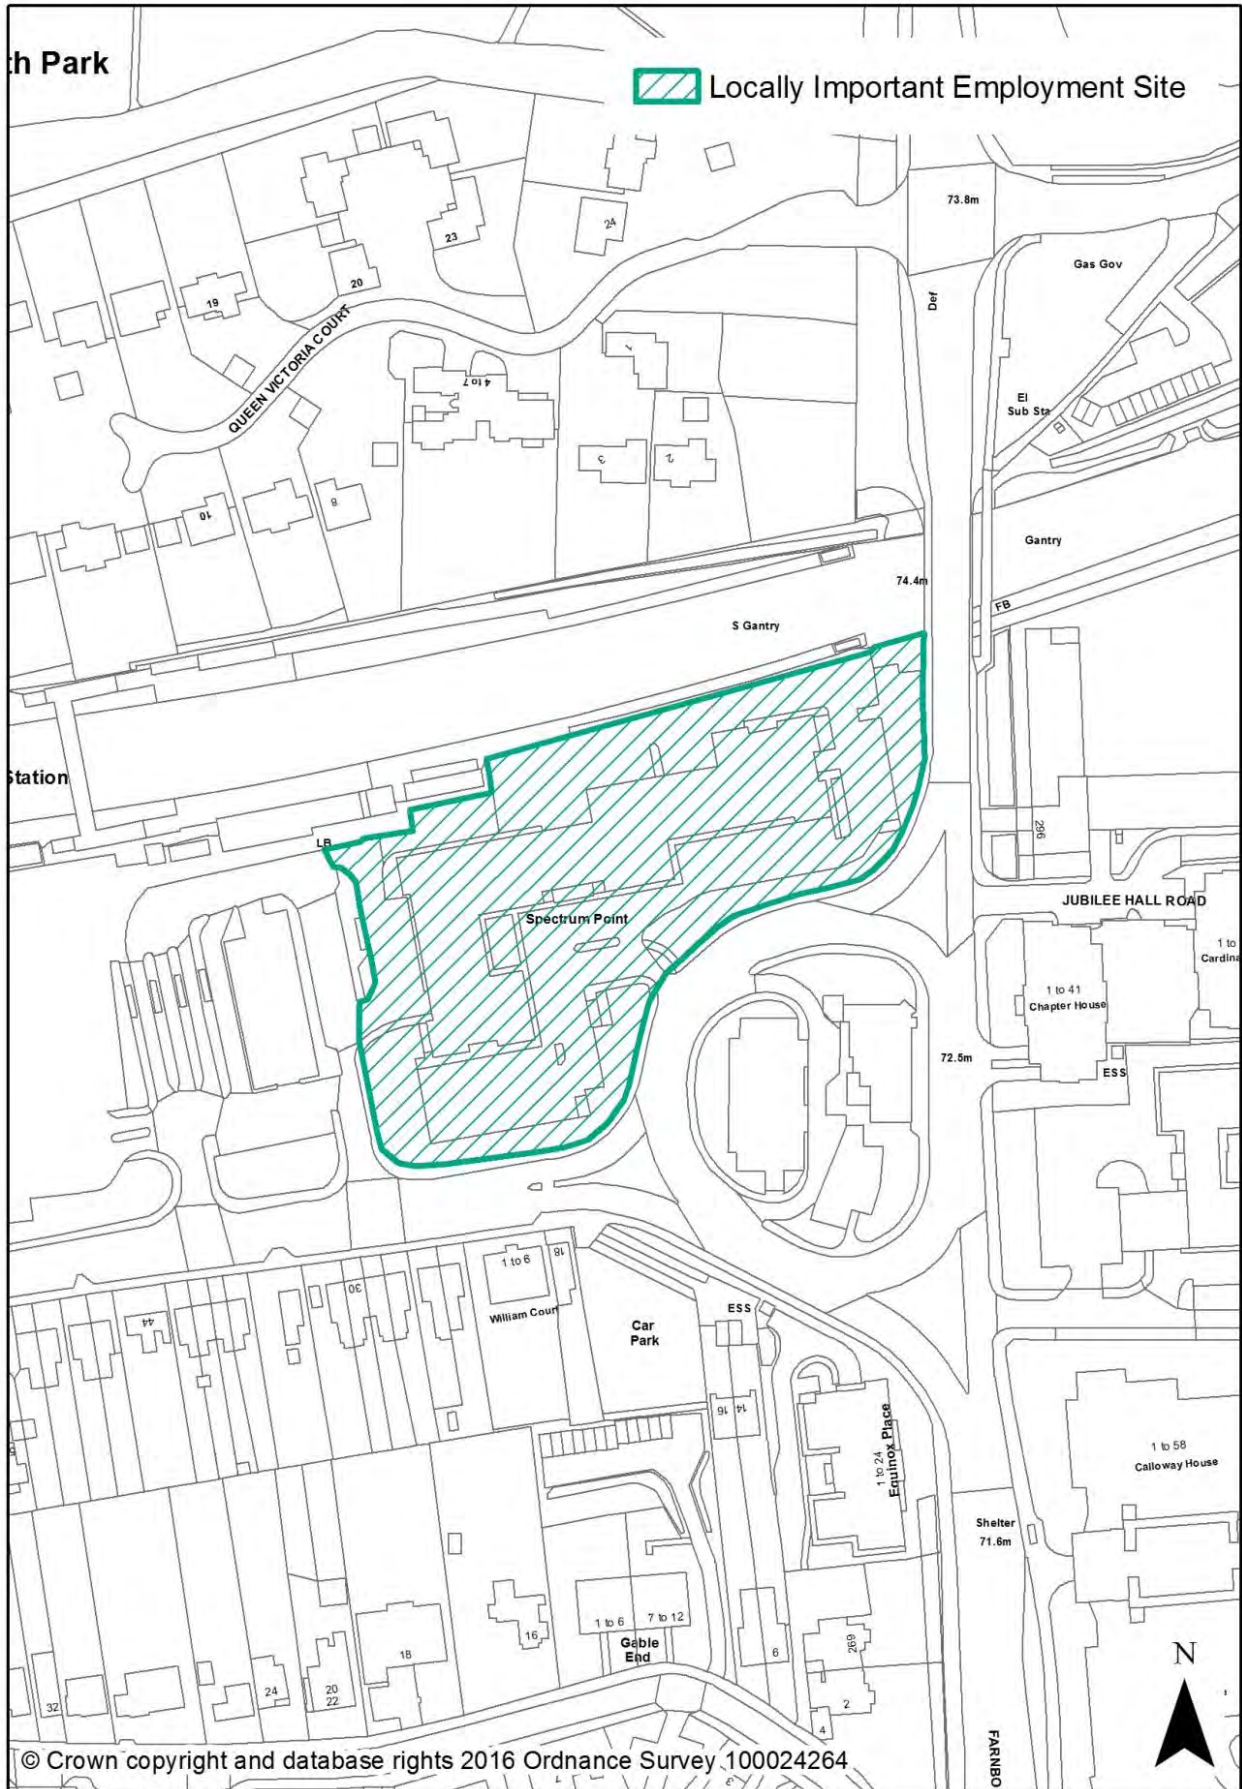 th Park
Locally Important Employment Site
73.8m
24
23
Gas Gov
20
19
Def
QUEEN VICTORIA COURT
1
4 to 7
El
Sub Sta
3
2
8
10
Gantry
74.4m
FB
S Gantry
Station
LB
296
JUBILEE HALL ROAD
Spectrum Point
1 to
Cardina
1 to 41
Chapter House
72.5m
ESS
1 to 6
18
30
William Court
ESS
44
Car
Park
16
14
1 to 24
Equinox Place
1 to 58
Calloway House
Shelter
71.6m
1 to 6
7 to 12
16
Gable
End
269
18
6
24
20
22
32
2
4
N
FARNBO
© Crown copyright and database rights 2016 Ordnance Survey 100024264